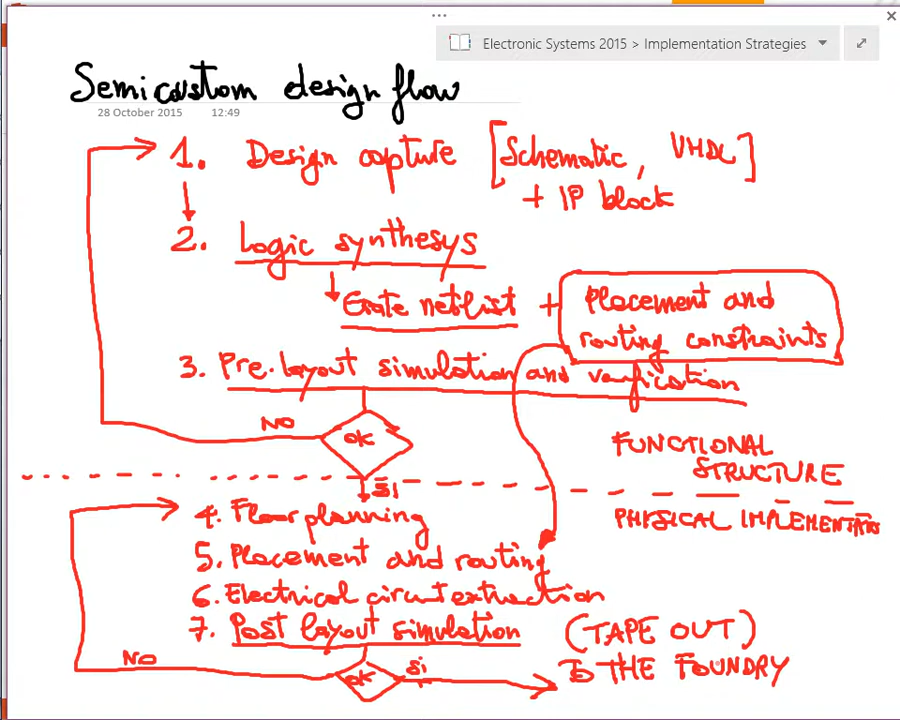 Electronic Systems 2015 > Implementation Strategies
Semicustom design flow
28 October 2015 12:49
1. Design capture [Schematic, VHDL]
+ IP block
2. Logic synthesys
Gate netlist + Placement and
routing constraints
3. Pre-layout simulation and verification
NO
OK
FUNCTIONAL
STRUCTURE
SI
4. Floor planning
PHYSICAL IMPLEMENTATION
5. Placement and routing
6. Electrical circuit extraction
7. Post layout simulation (TAPE OUT)
NO
OK
SI
TO THE FOUNDRY